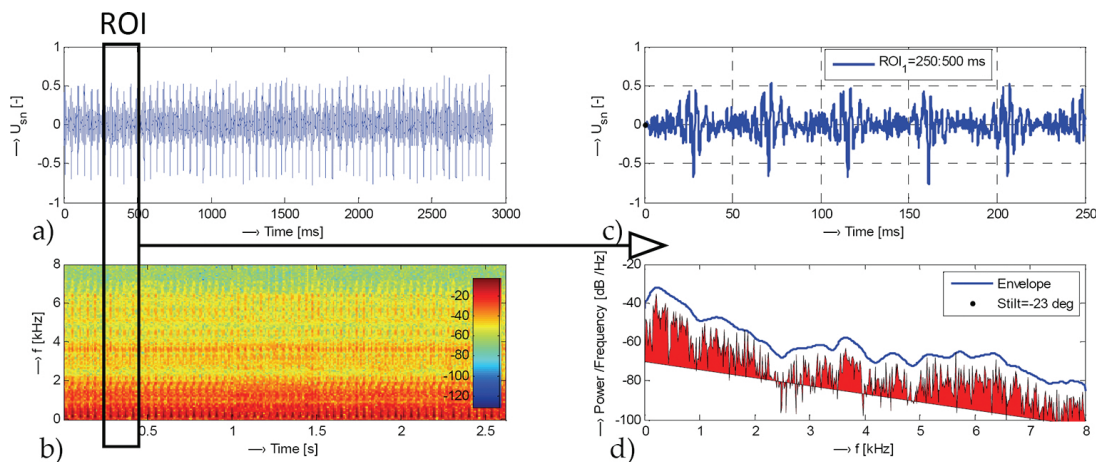 ROI
1
0.5
0
-0.5
-1
→ U_sn [-]
0 500 1000 1500 2000 2500 3000
→ Time [ms]
a)
8
6
4
2
0
→ f [kHz]
-20
-40
-60
-80
-100
-120
0.5 1 1.5 2 2.5
→ Time [s]
b)
1
0.5
0
-0.5
-1
→ U_sn [-]
ROI_1=250:500 ms
0 50 100 150 200 250
→ Time [ms]
c)
-20
-40
-60
-80
-100
→ Power /Frequency [dB /Hz]
Envelope
Stilt=-23 deg
0 1 2 3 4 5 6 7 8
→ f [kHz]
d)